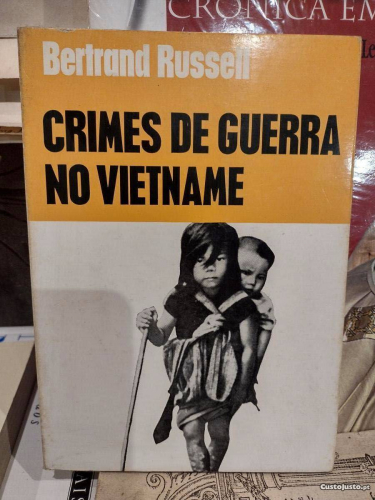 CRÓNICA EM
Bertrand Russell
CRIMES DE GUERRA
NO VIETNAME
CustoJusto.pt